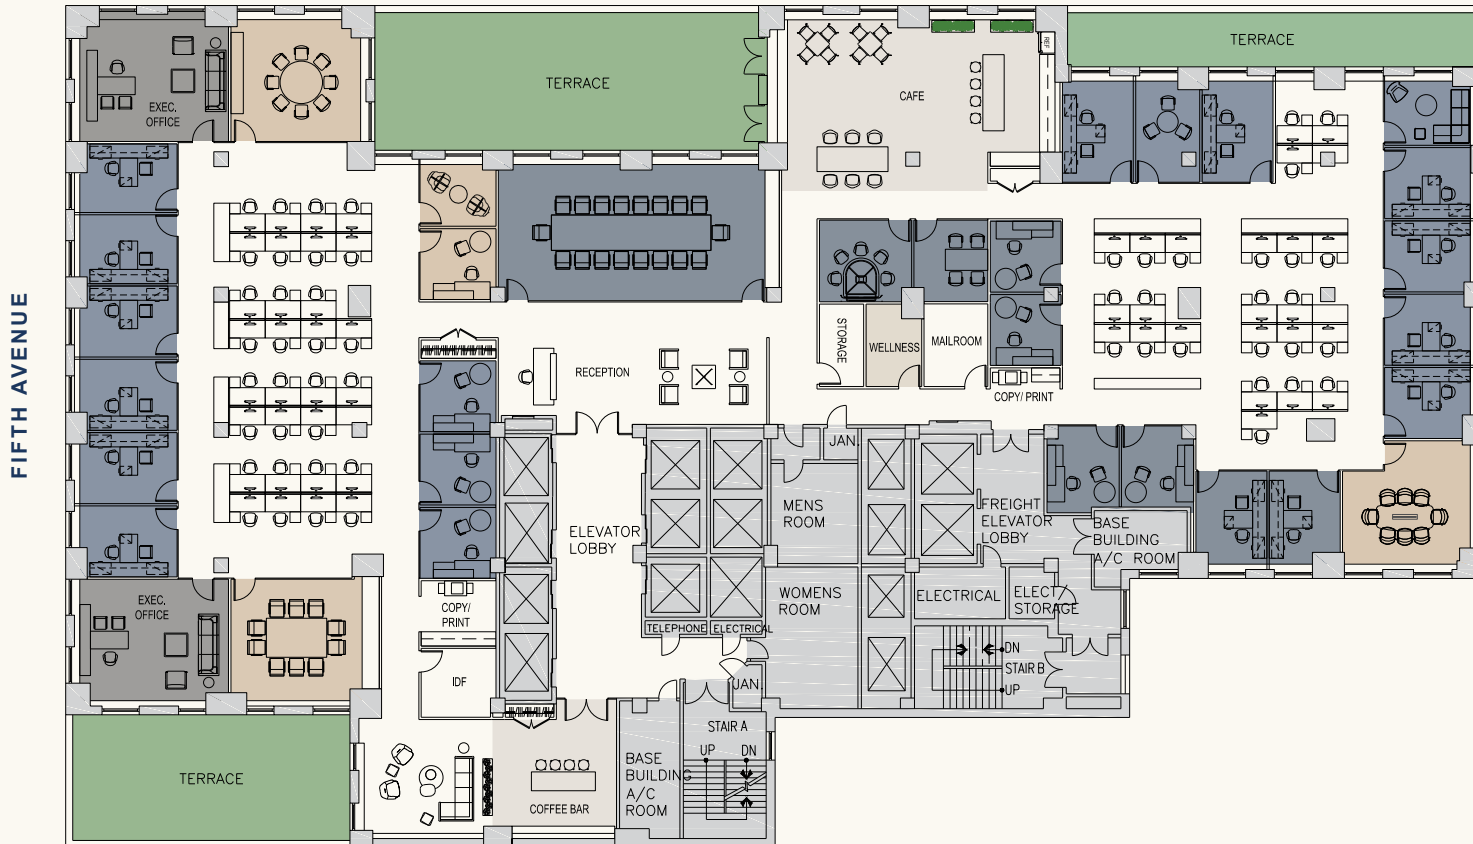 TERRACE
TERRACE
CAFE
REF.
EXEC.
OFFICE
FIFTH AVENUE
STORAGE
WELLNESS
MAILROOM
RECEPTION
COPY/ PRINT
JAN.
MENS
ROOM
ELEVATOR
LOBBY
FREIGHT
ELEVATOR
LOBBY
BASE
BUILDING
A/C ROOM
WOMENS
ROOM
ELECTRICAL
ELECT/
STORAGE
EXEC.
OFFICE
COPY/
PRINT
TELEPHONE
ELECTRICAL
DN
STAIR B
UP
IDF
JAN.
STAIR A
UP
DN
TERRACE
BASE
BUILDING
A/C
ROOM
COFFEE BAR